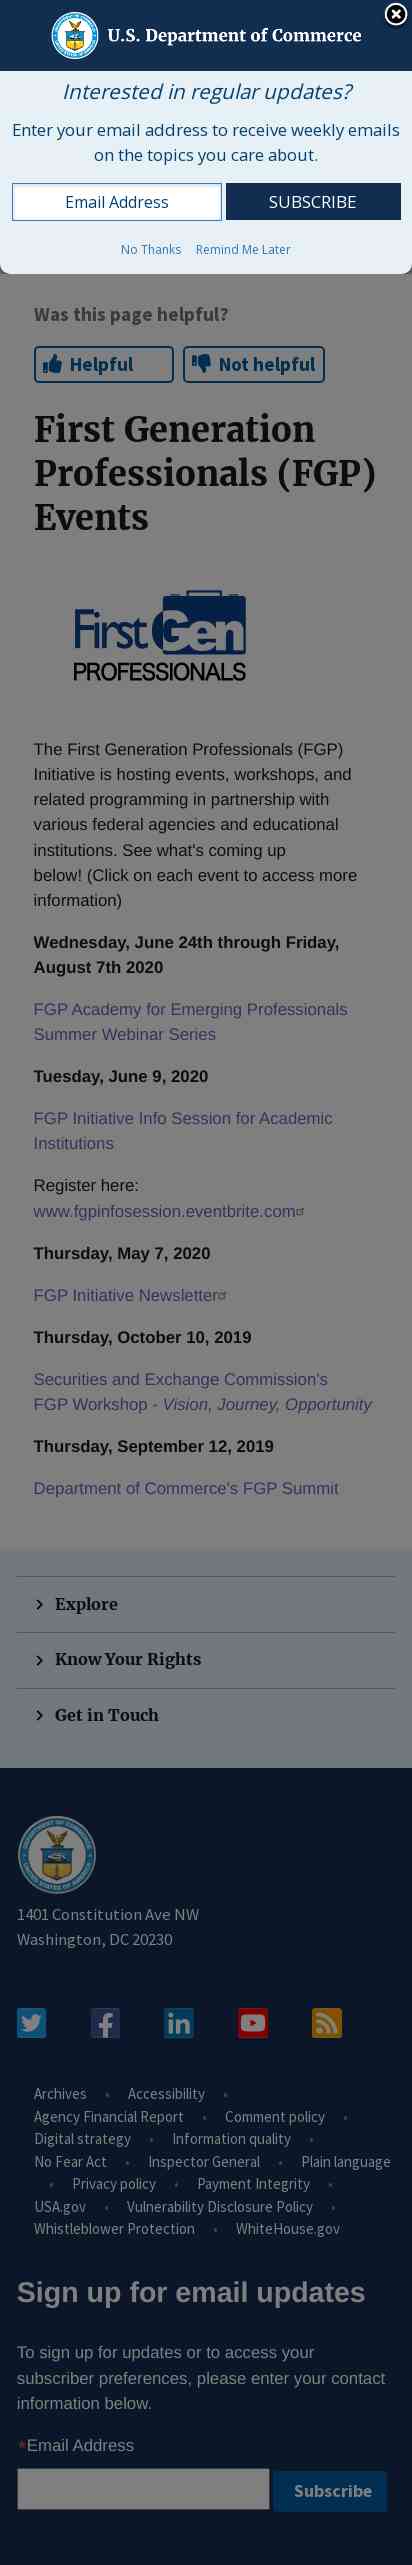 U.S. Department of Commerce
Interested in regular updates?
Enter your email address to receive weekly emails
on the topics you care about.
Email Address SUBSCRIBE
No Thanks Remind Me Later
Was this page helpful?
Helpful Not helpful
First Generation
Professionals (FGP)
Events
FirstGen
PROFESSIONALS
The First Generation Professionals (FGP)
Initiative is hosting events, workshops, and
related programming in partnership with
various federal agencies and educational
institutions. See what's coming up
below! (Click on each event to access more
information)
Wednesday, June 24th through Friday,
August 7th 2020
FGP Academy for Emerging Professionals
Summer Webinar Series
Tuesday, June 9, 2020
FGP Initiative Info Session for Academic
Institutions
Register here:
www.fgpinfosession.eventbrite.com
Thursday, May 7, 2020
FGP Initiative Newsletter
Thursday, October 10, 2019
Securities and Exchange Commission's
FGP Workshop - Vision, Journey, Opportunity
Thursday, September 12, 2019
Department of Commerce's FGP Summit
Explore
Know Your Rights
Get in Touch
1401 Constitution Ave NW
Washington, DC 20230
Archives • Accessibility •
Agency Financial Report • Comment policy •
Digital strategy • Information quality •
No Fear Act • Inspector General • Plain language
• Privacy policy • Payment Integrity •
USA.gov • Vulnerability Disclosure Policy •
Whistleblower Protection • WhiteHouse.gov
Sign up for email updates
To sign up for updates or to access your
subscriber preferences, please enter your contact
information below.
*Email Address
Subscribe